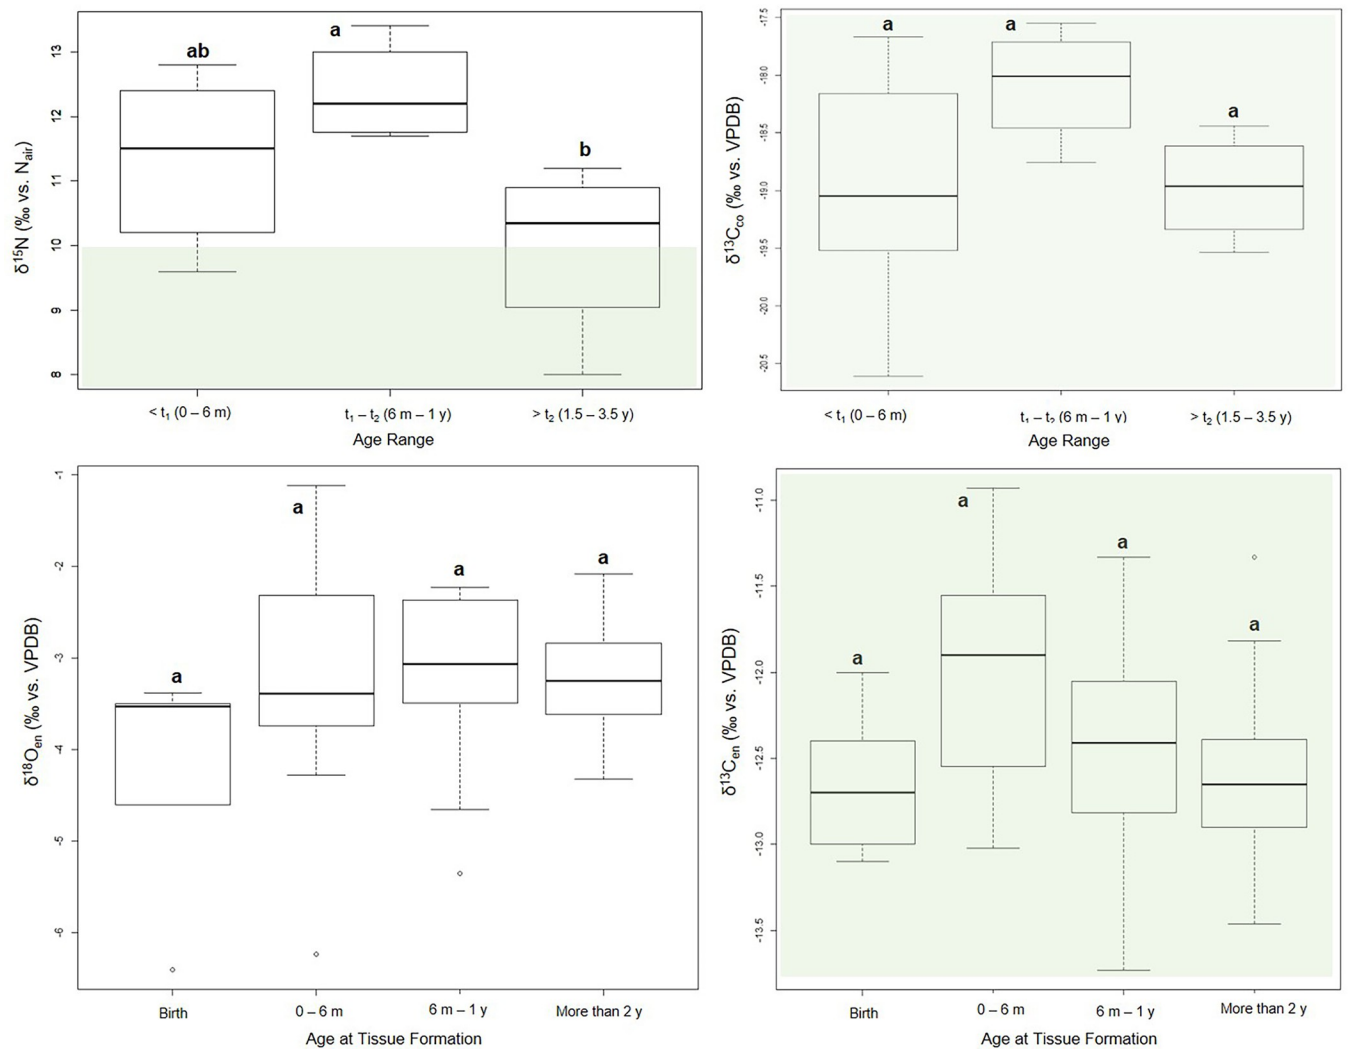 δ¹⁵N (‰ vs. N_air)
13
12
11
10
9
8
ab
a
b
< t₁ (0 – 6 m)
t₁ – t₂ (6 m – 1 y)
> t₂ (1.5 – 3.5 y)
Age Range
δ¹³C_co (‰ vs. VPDB)
-17.5
-18.0
-18.5
-19.0
-19.5
-20.0
-20.5
a
a
a
< t₁ (0 – 6 m)
t₁ – t₂ (6 m – 1 y)
> t₂ (1.5 – 3.5 y)
Age Range
δ¹⁸O_en (‰ vs. VPDB)
-1
-2
-3
-4
-5
-6
a
a
a
a
Birth
0 – 6 m
6 m – 1 y
More than 2 y
Age at Tissue Formation
δ¹³C_en (‰ vs. VPDB)
-11.0
-11.5
-12.0
-12.5
-13.0
-13.5
a
a
a
a
Birth
0 – 6 m
6 m – 1 y
More than 2 y
Age at Tissue Formation